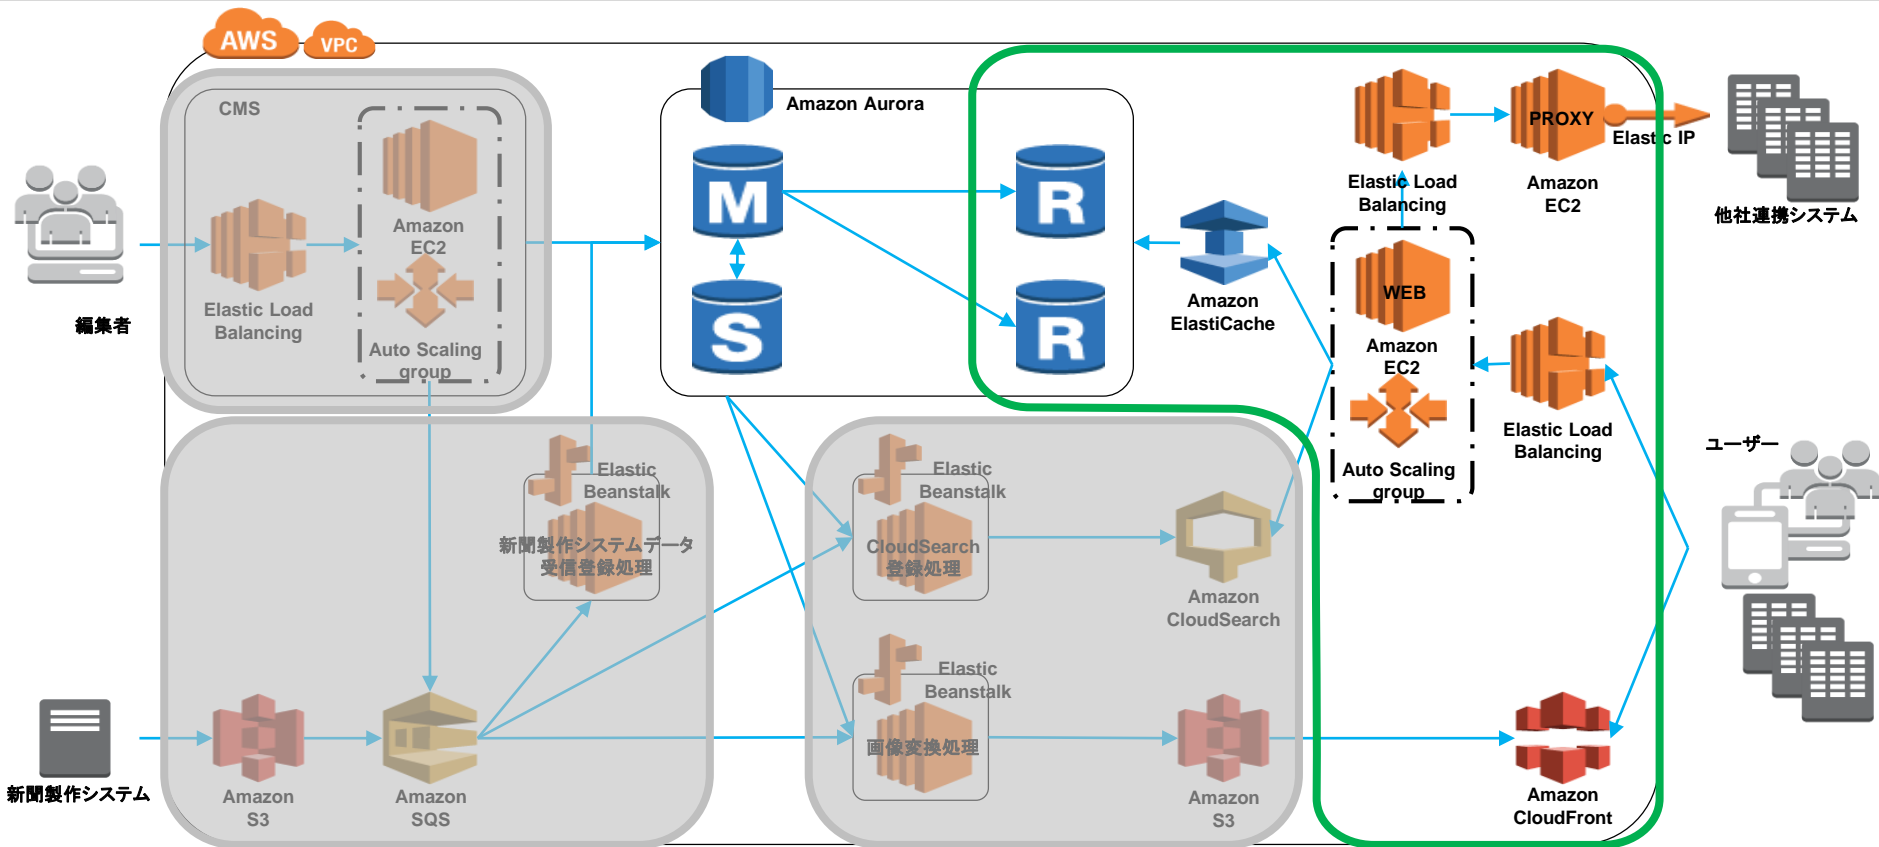 AWS
VPC
CMS
Amazon
EC2
Elastic Load
Balancing
Auto Scaling
group
編集者
Amazon Aurora
M
S
R
R
Amazon
ElastiCache
Elastic Load
Balancing
PROXY
Amazon
EC2
Elastic IP
他社連携システム
WEB
Amazon
EC2
Auto Scaling
group
Elastic Load
Balancing
ユーザー
Elastic
Beanstalk
新聞製作システムデータ
受信登録処理
Elastic
Beanstalk
CloudSearch
登録処理
Amazon
CloudSearch
Elastic
Beanstalk
画像変換処理
新聞製作システム
Amazon
S3
Amazon
SQS
Amazon
S3
Amazon
CloudFront